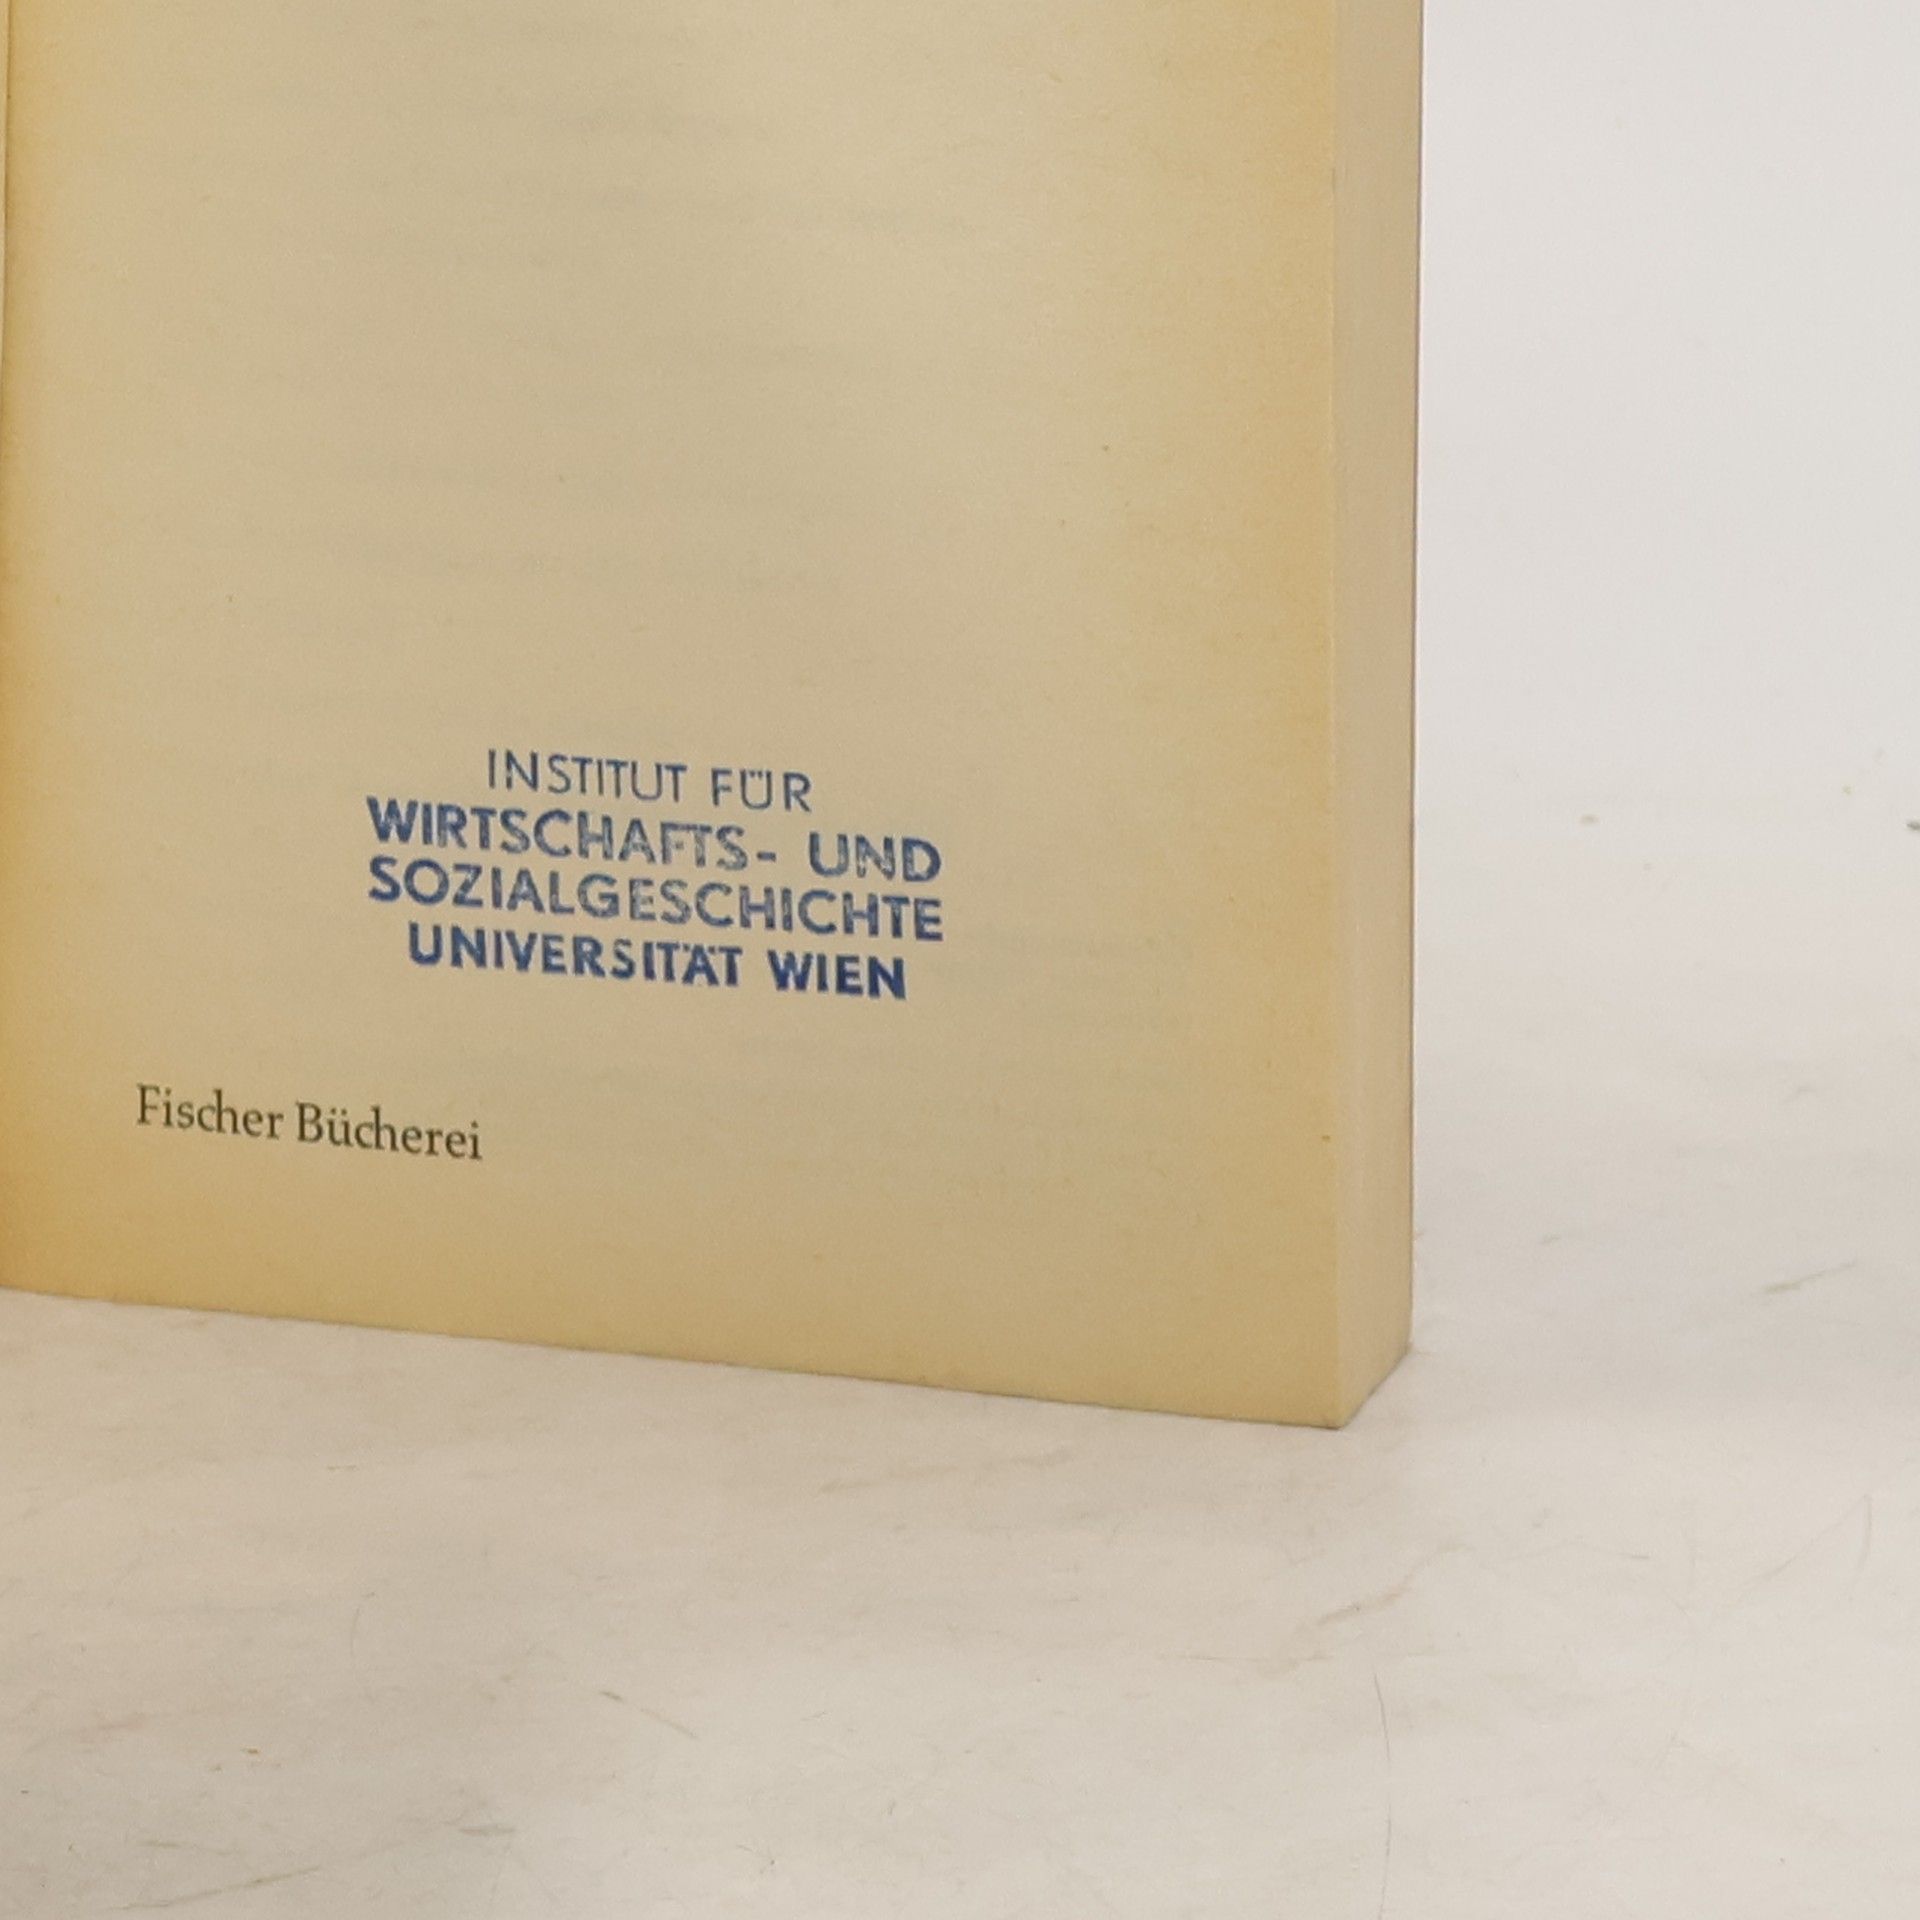 INSTITUT FÜR
WIRTSCHAFTS- UND
SOZIALGESCHICHTE
UNIVERSITÄT WIEN
Fischer Bücherei